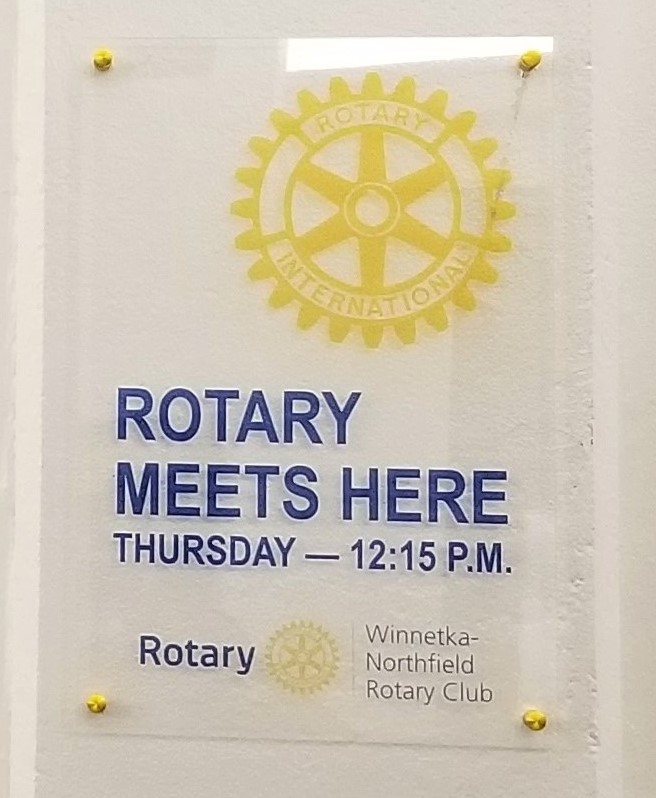 ROTARY
INTERNATIONAL
ROTARY
MEETS HERE
THURSDAY — 12:15 P.M.
Rotary
Winnetka-
Northfield
Rotary Club